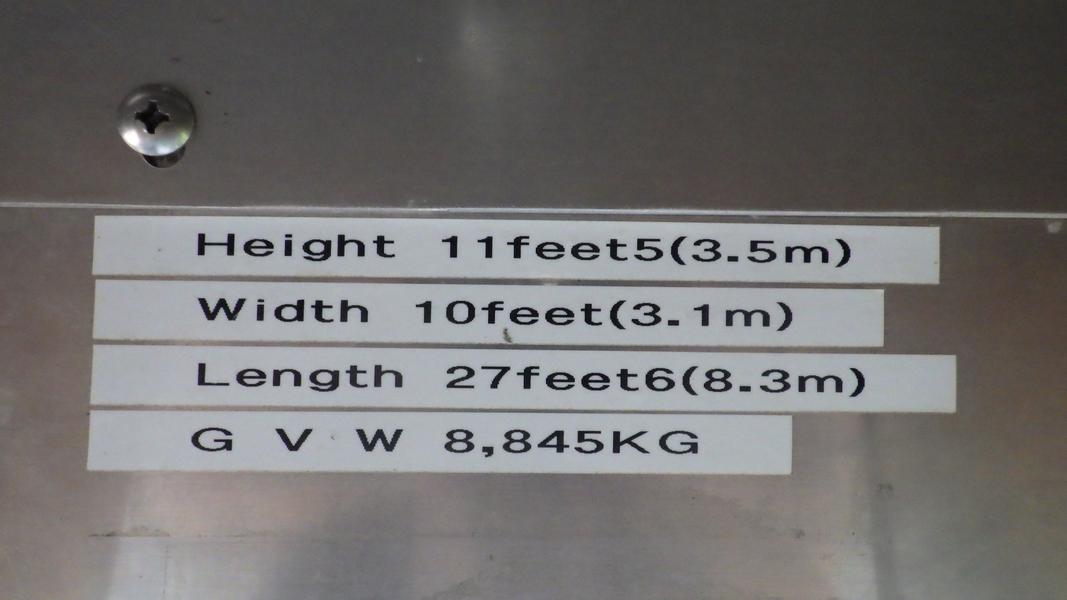 Height 11feet5(3.5m)
Width 10feet(3.1m)
Length 27feet6(8.3m)
G V W 8,845KG